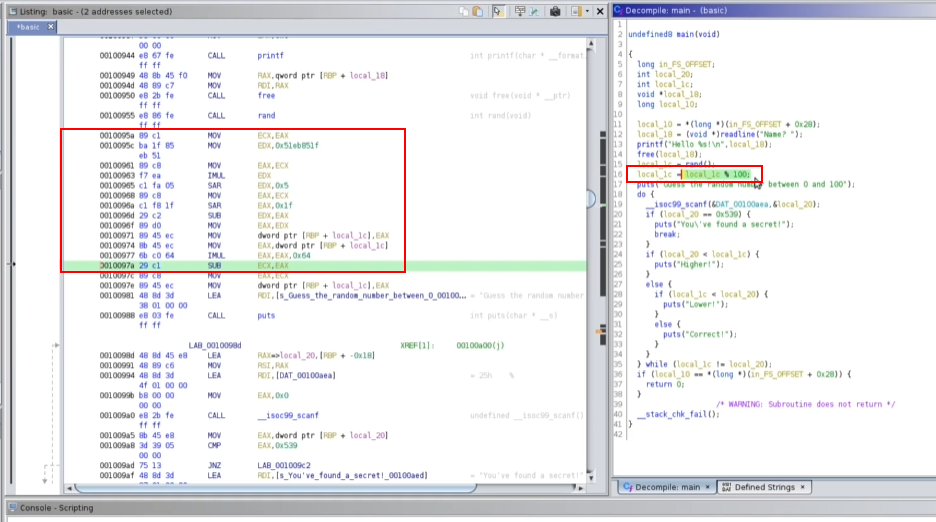 Listing: basic - (2 addresses selected)
*basic
00 00
00100944 e8 67 fe CALL printf int printf(char * __format,
ff ff
00100949 48 8b 45 f0 MOV RAX,qword ptr [RBP + local_18]
0010094d 48 89 c7 MOV RDI,RAX
00100950 e8 2b fe CALL free void free(void * __ptr)
ff ff
00100955 e8 86 fe CALL rand int rand(void)
ff ff
0010095a 89 c1 MOV ECX,EAX
0010095c ba 1f 85 MOV EDX,0x51eb851f
eb 51
00100961 89 c8 MOV EAX,ECX
00100963 f7 ea IMUL EDX
00100965 c1 fa 05 SAR EDX,0x5
00100968 89 c8 MOV EAX,ECX
0010096a c1 f8 1f SAR EAX,0x1f
0010096d 29 c2 SUB EDX,EAX
0010096f 89 d0 MOV EAX,EDX
00100971 89 45 ec MOV dword ptr [RBP + local_1c],EAX
00100974 8b 45 ec MOV EAX,dword ptr [RBP + local_1c]
00100977 6b c0 64 IMUL EAX,EAX,0x64
0010097a 29 c1 SUB ECX,EAX
0010097c 89 c8 MOV EAX,ECX
0010097e 89 45 ec MOV dword ptr [RBP + local_1c],EAX
00100981 48 8d 3d LEA RDI,[s_Guess_the_random_number_between_0_00100... = "Guess the random number
38 01 00 00
00100988 e8 03 fe CALL puts int puts(char * __s)
ff ff
LAB_0010098d XREF[1]: 00100a00(j)
0010098d 48 8d 45 e8 LEA RAX=>local_20,[RBP + -0x18]
00100991 48 89 c6 MOV RSI,RAX
00100994 48 8d 3d LEA RDI,[DAT_00100aea] = 25h %
4f 01 00 00
0010099b b8 00 00 MOV EAX,0x0
00 00
001009a0 e8 2b fe CALL __isoc99_scanf undefined __isoc99_scanf()
ff ff
001009a5 8b 45 e8 MOV EAX,dword ptr [RBP + local_20]
001009a8 3d 39 05 CMP EAX,0x539
00 00
001009ad 75 13 JNZ LAB_001009c2
001009af 48 8d 3d LEA RDI,[s_You've_found_a_secret!_00100aed] = "You've found a secret!"
Console - Scripting
Decompile: main - (basic)
1
2 undefined8 main(void)
3
4 {
5 long in_FS_OFFSET;
6 int local_20;
7 int local_1c;
8 void *local_18;
9 long local_10;
10
11 local_10 = *(long *)(in_FS_OFFSET + 0x28);
12 local_18 = (void *)readline("Name? ");
13 printf("Hello %s!\n",local_18);
14 free(local_18);
15 local_1c = rand();
16 local_1c = local_1c % 100;
17 puts("Guess the random number between 0 and 100");
18 do {
19 __isoc99_scanf(&DAT_00100aea,&local_20);
20 if (local_20 == 0x539) {
21 puts("You\'ve found a secret!");
22 break;
23 }
24 if (local_20 < local_1c) {
25 puts("Higher!");
26 }
27 else {
28 if (local_1c < local_20) {
29 puts("Lower!");
30 }
31 else {
32 puts("Correct!");
33 }
34 }
35 } while (local_1c != local_20);
36 if (local_10 == *(long *)(in_FS_OFFSET + 0x28)) {
37 return 0;
38 }
39 /* WARNING: Subroutine does not return */
40 __stack_chk_fail();
41 }
42
Decompile: main
Defined Strings